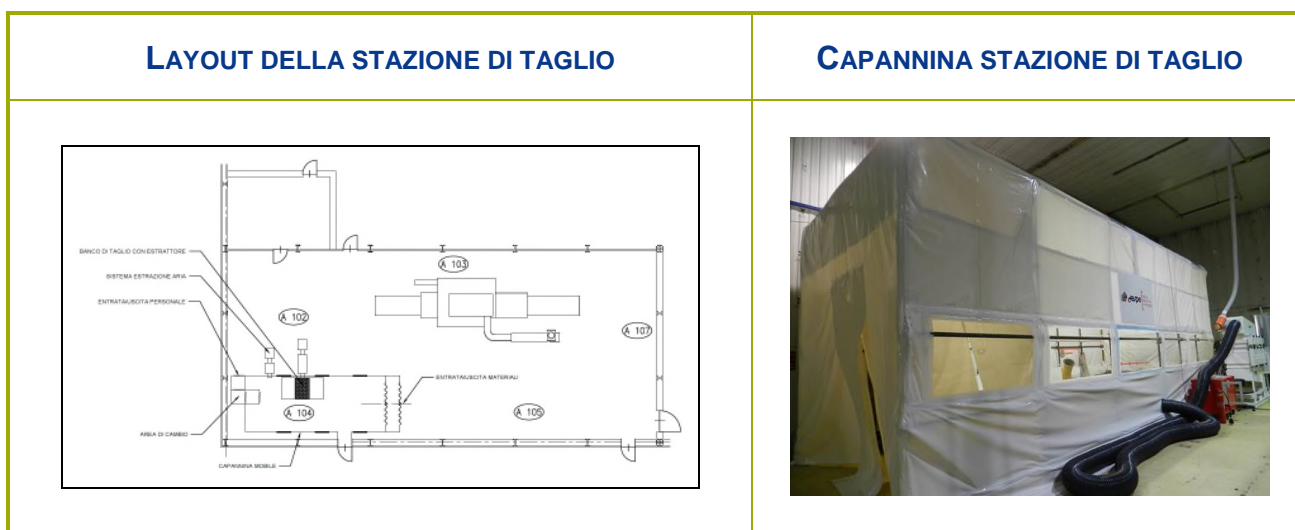 LAYOUT DELLA STAZIONE DI TAGLIO
CAPANNINA STAZIONE DI TAGLIO
BANCO DI TAGLIO CON ESTRATTORE
SISTEMA ESTRAZIONE ARIA
ENTRATA/USCITA PERSONALE
A 103
A 102
A 107
ENTRATA/USCITA MATERIALI
A 104
A 105
AREA DI CAMBIO
CAPANNINA MOBILE